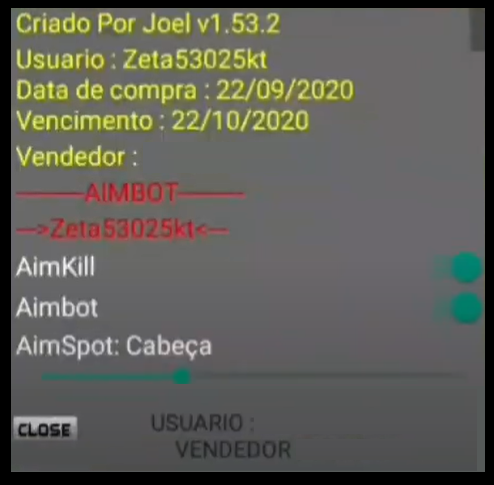 Criado Por Joel v1.53.2
Usuario : Zeta53025kt
Data de compra : 22/09/2020
Vencimento : 22/10/2020
Vendedor :
———AIMBOT———
—>Zeta53025kt<—
AimKill
Aimbot
AimSpot: Cabeça
CLOSE
USUARIO :
VENDEDOR